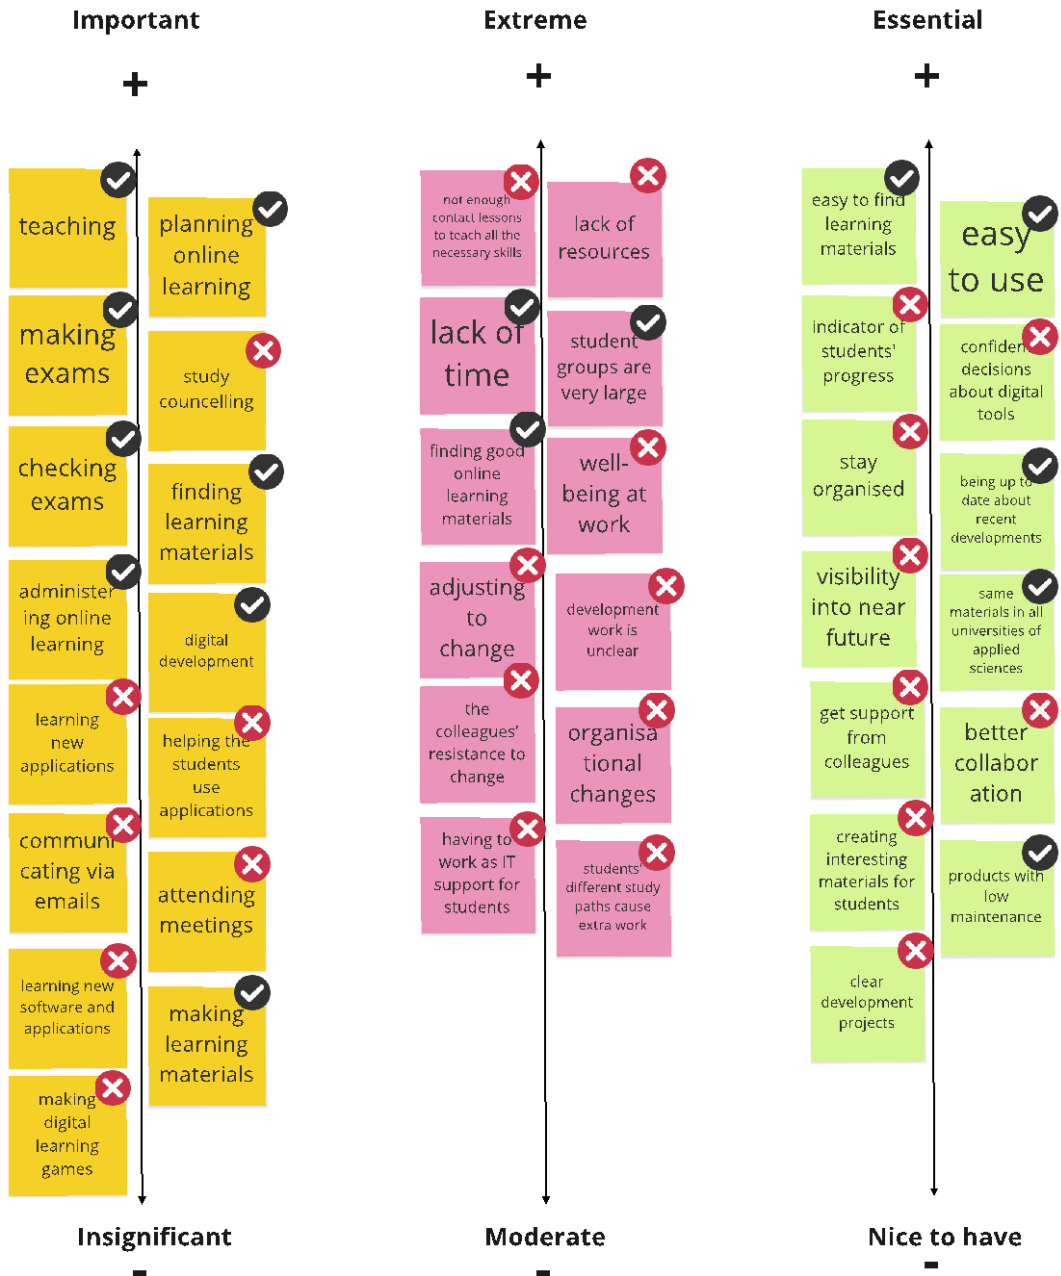 Important
+
teaching
planning
online
learning
making
exams
study
councelling
checking
exams
finding
learning
materials
administer
ing online
learning
digital
development
learning
new
applications
helping the
students
use
applications
communi
cating via
emails
attending
meetings
learning new
software and
applications
making
learning
materials
making
digital
learning
games
Insignificant
-
Extreme
+
not enough
contact lessons
to teach all the
necessary skills
lack of
resources
lack of
time
student
groups are
very large
finding good
online
learning
materials
well-
being at
work
adjusting
to
change
development
work is
unclear
the
colleagues'
resistance to
change
organisa
tional
changes
having to
work as IT
support for
students
students'
different study
paths cause
extra work
Moderate
-
Essential
+
easy to find
learning
materials
easy
to use
indicator of
students'
progress
confident
decisions
about digital
tools
stay
organised
being up to
date about
recent
developments
visibility
into near
future
same
materials in all
universities of
applied
sciences
get support
from
colleagues
better
collabor
ation
creating
interesting
materials for
students
products with
low
maintenance
clear
development
projects
Nice to have
-